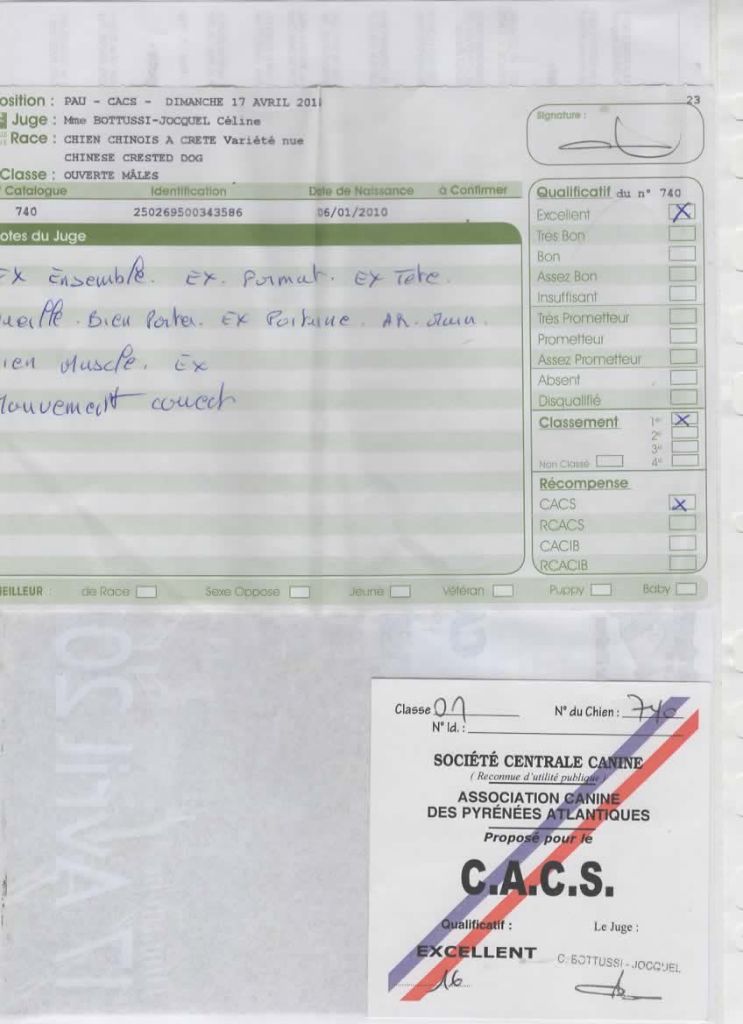 osition : PAU - CACS - DIMANCHE 17 AVRIL 201
23
Juge : Mme BOTTUSSI-JOCQUEL Céline
Signature :
Race : CHIEN CHINOIS A CRETE Variété nue
CHINESE CRESTED DOG
Classe : OUVERTE MÂLES
Catalogue Identification Date de Naissance à Confirmer
740 250269500343586 06/01/2010
otes du Juge
EX Ensemble. EX. Format. EX Tete.
Bien Porter. EX Poitrine. AR.
ien Muscle. EX
Mouvement correct
Qualificatif du n° 740
Excellent X
Très Bon
Bon
Assez Bon
Insuffisant
Très Prometteur
Prometteur
Assez Prometteur
Absent
Disqualifié
Classement 1er X
2e
3e
Non Classé 4e
Récompense
CACS X
RCACS
CACIB
RCACIB
EILLEUR : de Race Sexe Opposé Jeune Vétéran Puppy Baby
Classe N° du Chien : 740
N° Id. :
SOCIÉTÉ CENTRALE CANINE
( Reconnue d'utilité publique )
ASSOCIATION CANINE
DES PYRÉNÉES ATLANTIQUES
Proposé pour le
C.A.C.S.
Qualificatif : Le Juge :
EXCELLENT C. BOTTUSSI - JOCQUEL